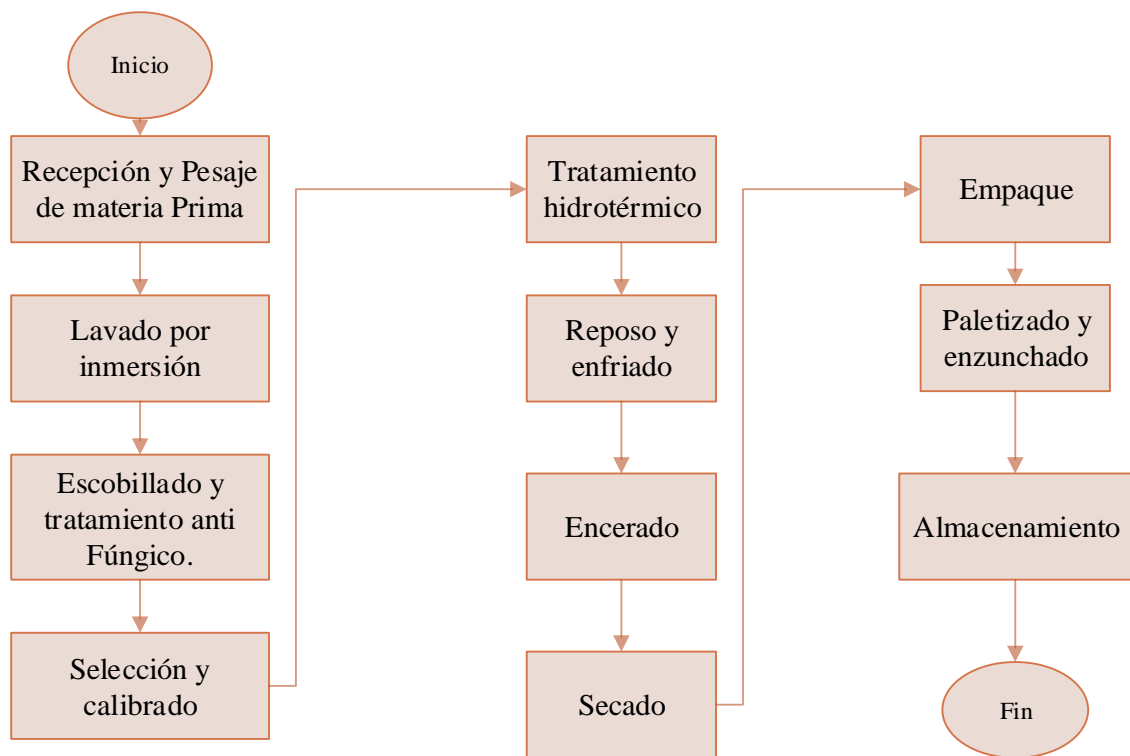 Inicio
Recepción y Pesaje
de materia Prima
Lavado por
inmersión
Escobillado y
tratamiento anti
Fúngico.
Selección y
calibrado
Tratamiento
hidrotérmico
Reposo y
enfriado
Encerado
Secado
Empaque
Paletizado y
enzunchado
Almacenamiento
Fin